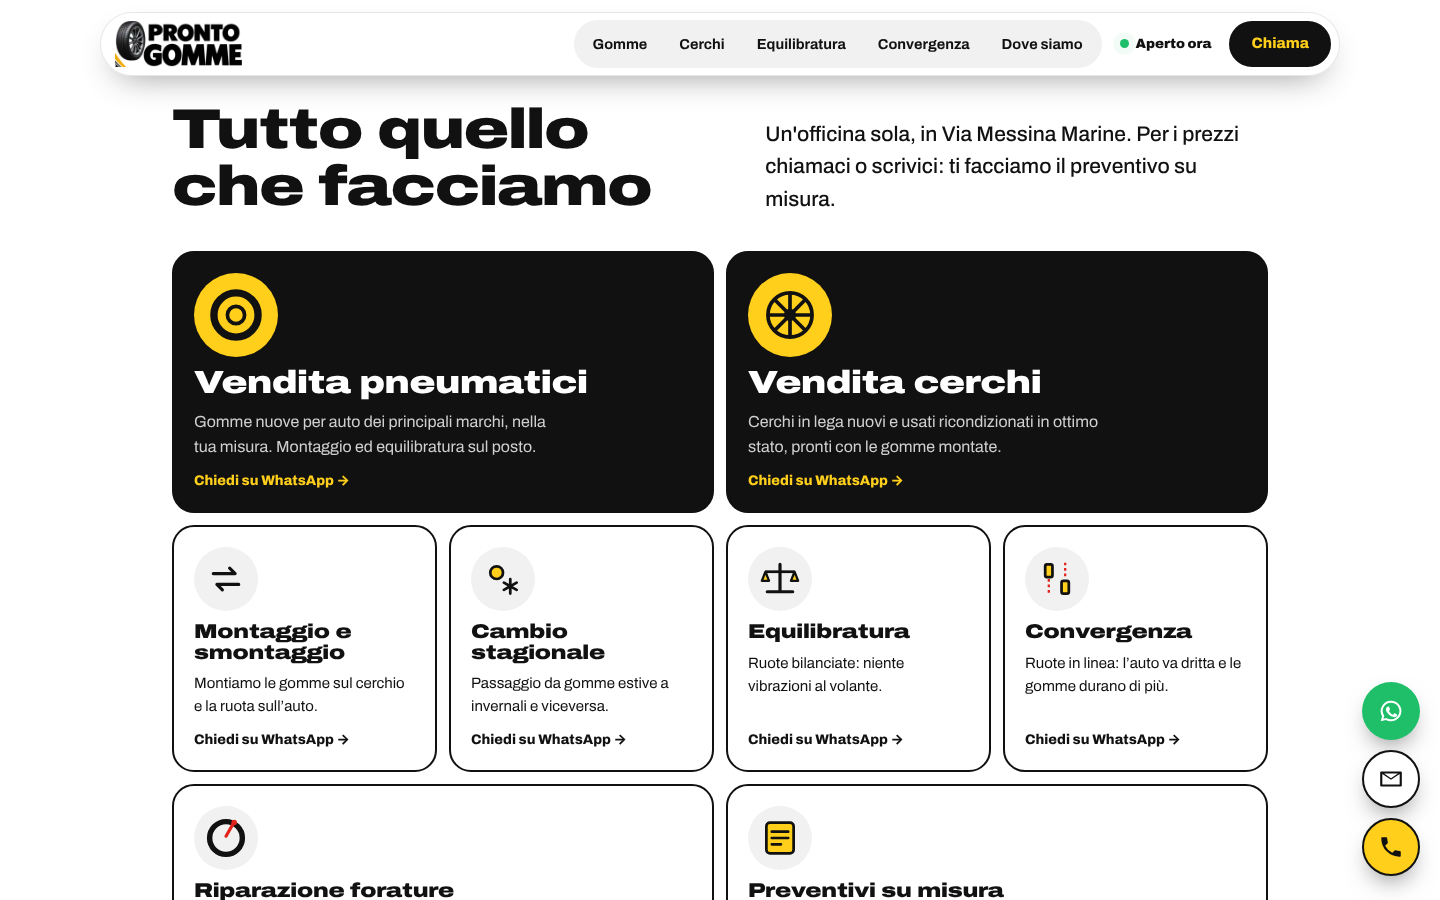 PRONTO
GOMME
Gomme
Cerchi
Equilibratura
Convergenza
Dove siamo
Aperto ora
Chiama
Tutto quello
che facciamo
Un'officina sola, in Via Messina Marine. Per i prezzi
chiamaci o scrivici: ti facciamo il preventivo su
misura.
Vendita pneumatici
Gomme nuove per auto dei principali marchi, nella
tua misura. Montaggio ed equilibratura sul posto.
Chiedi su WhatsApp →
Vendita cerchi
Cerchi in lega nuovi e usati ricondizionati in ottimo
stato, pronti con le gomme montate.
Chiedi su WhatsApp →
Montaggio e
smontaggio
Montiamo le gomme sul cerchio
e la ruota sull’auto.
Chiedi su WhatsApp →
Cambio
stagionale
Passaggio da gomme estive a
invernali e viceversa.
Chiedi su WhatsApp →
Equilibratura
Ruote bilanciate: niente
vibrazioni al volante.
Chiedi su WhatsApp →
Convergenza
Ruote in linea: l’auto va dritta e le
gomme durano di più.
Chiedi su WhatsApp →
Riparazione forature
Preventivi su misura